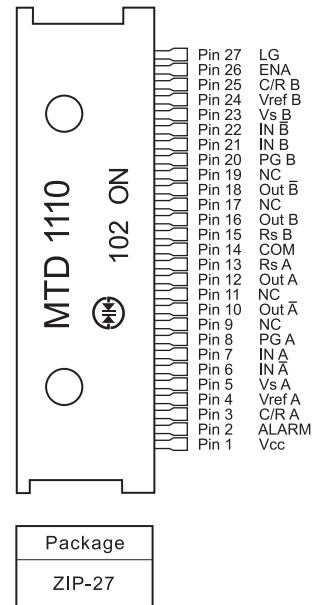 Pin 27 LG
Pin 26 ENA
Pin 25 C/R B
Pin 24 Vref B
Pin 23 Vs B
Pin 22 IN B̅
Pin 21 IN B
Pin 20 PG B
Pin 19 NC
Pin 18 Out B̅
Pin 17 NC
Pin 16 Out B
Pin 15 Rs B
Pin 14 COM
Pin 13 Rs A
Pin 12 Out A
Pin 11 NC
Pin 10 Out A̅
Pin 9 NC
Pin 8 PG A
Pin 7 IN A
Pin 6 IN A̅
Pin 5 Vs A
Pin 4 Vref A
Pin 3 C/R A
Pin 2 ALARM
Pin 1 Vcc
MTD 1110
102 ON
Package
ZIP-27